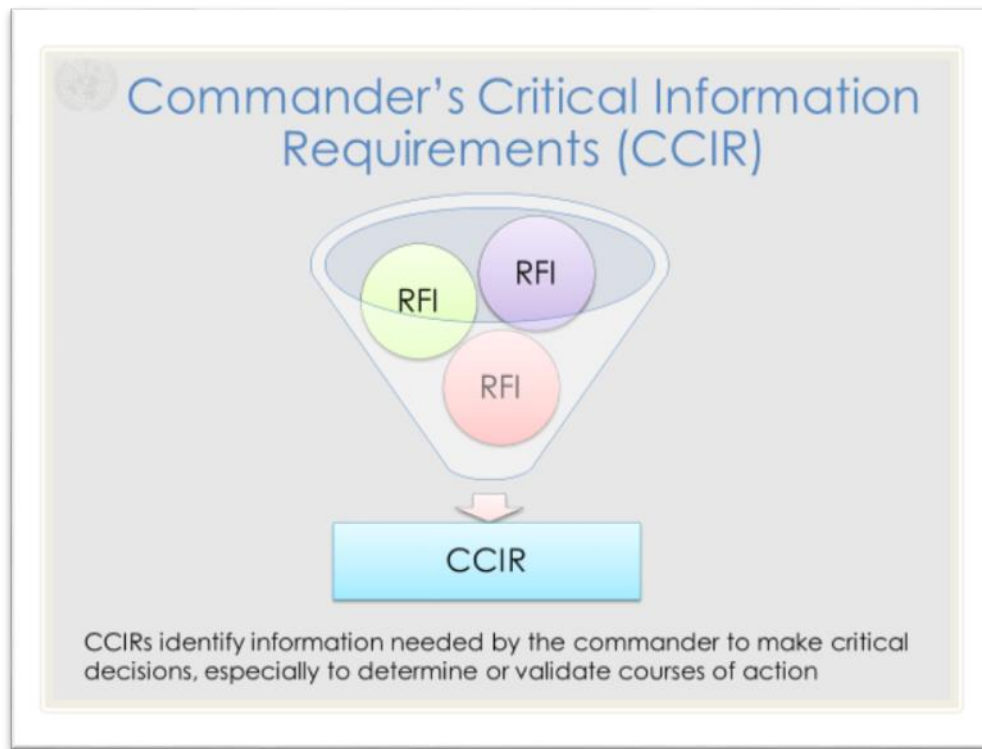 Commander’s Critical Information
Requirements (CCIR)
RFI
RFI
RFI
CCIR
CCIRs identify information needed by the commander to make critical
decisions, especially to determine or validate courses of action